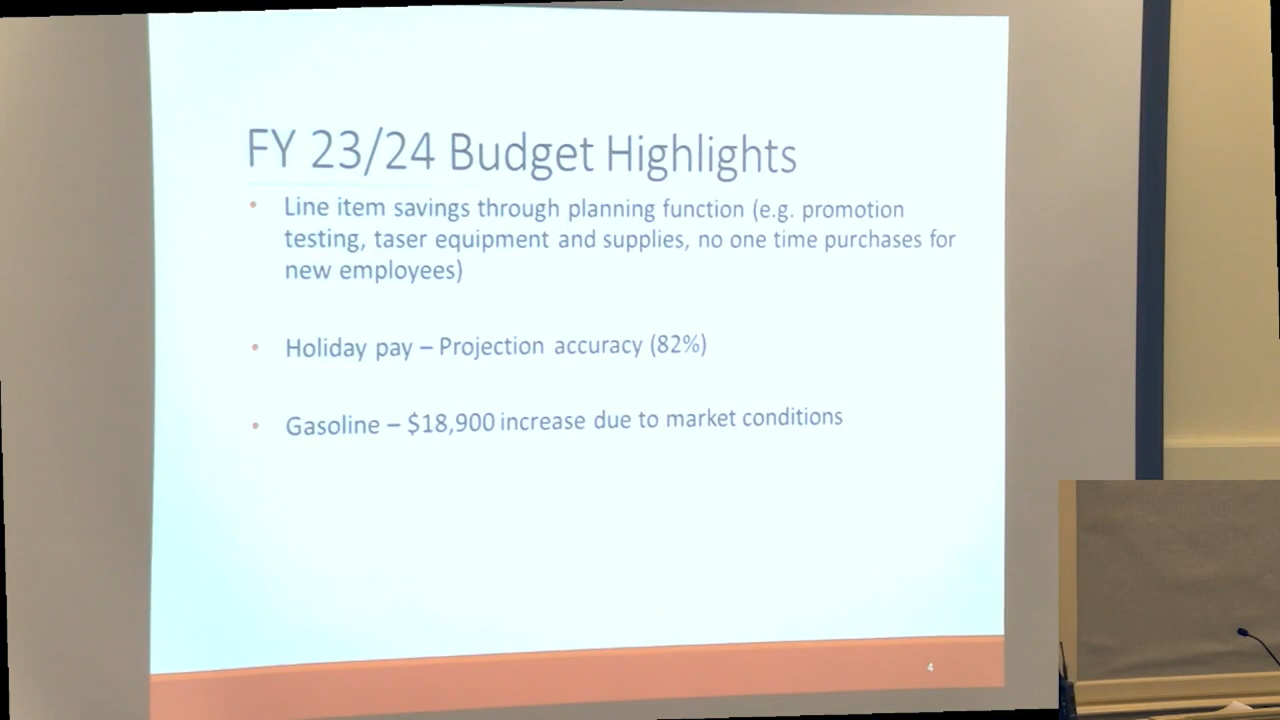 FY 23/24 Budget Highlights
• Line item savings through planning function (e.g. promotion
testing, taser equipment and supplies, no one time purchases for
new employees)
• Holiday pay – Projection accuracy (82%)
• Gasoline – $18,900 increase due to market conditions
4